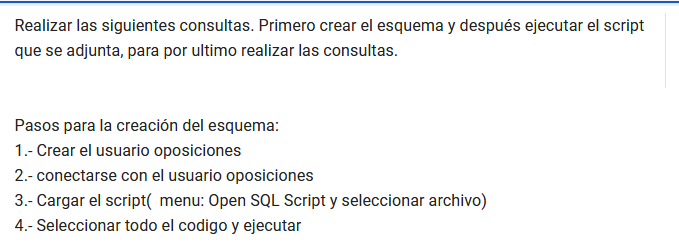 Realizar las siguientes consultas. Primero crear el esquema y después ejecutar el script
que se adjunta, para por ultimo realizar las consultas.
Pasos para la creación del esquema:
1.- Crear el usuario oposiciones
2.- conectarse con el usuario oposiciones
3.- Cargar el script(  menu: Open SQL Script y seleccionar archivo)
4.- Seleccionar todo el codigo y ejecutar